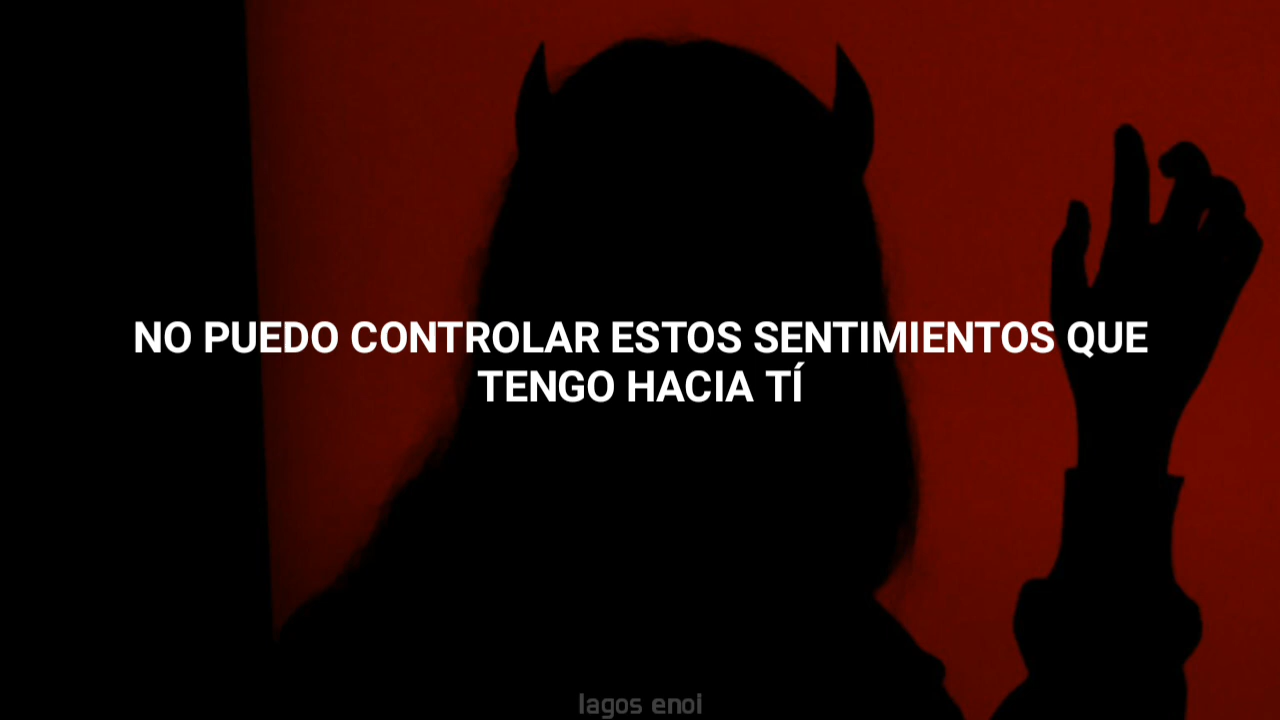 NO PUEDO CONTROLAR ESTOS SENTIMIENTOS QUE
TENGO HACIA TÍ
lagos enoi